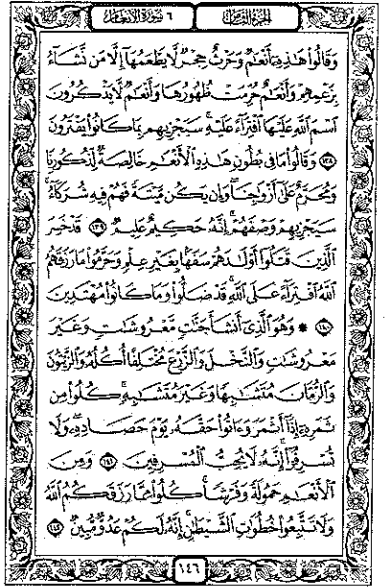 الجزء الثامن
٦ سورة الأنعام
وَقَالُوا۟ هَٰذِهِۦٓ أَنْعَٰمٌ وَحَرْثٌ حِجْرٌ لَّا يَطْعَمُهَآ إِلَّا مَن نَّشَآءُ
بِزَعْمِهِمْ وَأَنْعَٰمٌ حُرِّمَتْ ظُهُورُهَا وَأَنْعَٰمٌ لَّا يَذْكُرُونَ
ٱسْمَ ٱللَّهِ عَلَيْهَا ٱفْتِرَآءً عَلَيْهِ ۚ سَيَجْزِيهِم بِمَا كَانُوا۟ يَفْتَرُونَ
١٣٨ وَقَالُوا۟ مَا فِى بُطُونِ هَٰذِهِ ٱلْأَنْعَٰمِ خَالِصَةٌ لِّذُكُورِنَا
وَمُحَرَّمٌ عَلَىٰٓ أَزْوَٰجِنَا ۖ وَإِن يَكُن مَّيْتَةً فَهُمْ فِيهِ شُرَكَآءُ ۚ
سَيَجْزِيهِمْ وَصْفَهُمْ ۚ إِنَّهُۥ حَكِيمٌ عَلِيمٌ ١٣٩ قَدْ خَسِرَ
ٱلَّذِينَ قَتَلُوٓا۟ أَوْلَٰدَهُمْ سَفَهًۢا بِغَيْرِ عِلْمٍ وَحَرَّمُوا۟ مَا رَزَقَهُمُ
ٱللَّهُ ٱفْتِرَآءً عَلَى ٱللَّهِ ۚ قَدْ ضَلُّوا۟ وَمَا كَانُوا۟ مُهْتَدِينَ
١٤٠ ۞ وَهُوَ ٱلَّذِىٓ أَنشَأَ جَنَّٰتٍ مَّعْرُوشَٰتٍ وَغَيْرَ
مَعْرُوشَٰتٍ وَٱلنَّخْلَ وَٱلزَّرْعَ مُخْتَلِفًا أُكُلُهُۥ وَٱلزَّيْتُونَ
وَٱلرُّمَّانَ مُتَشَٰبِهًا وَغَيْرَ مُتَشَٰبِهٍ ۚ كُلُوا۟ مِن
ثَمَرِهِۦٓ إِذَآ أَثْمَرَ وَءَاتُوا۟ حَقَّهُۥ يَوْمَ حَصَادِهِۦ ۖ وَلَا
تُسْرِفُوٓا۟ ۚ إِنَّهُۥ لَا يُحِبُّ ٱلْمُسْرِفِينَ ١٤١ وَمِنَ
ٱلْأَنْعَٰمِ حَمُولَةً وَفَرْشًا ۚ كُلُوا۟ مِمَّا رَزَقَكُمُ ٱللَّهُ
وَلَا تَتَّبِعُوا۟ خُطُوَٰتِ ٱلشَّيْطَٰنِ ۚ إِنَّهُۥ لَكُمْ عَدُوٌّ مُّبِينٌ ١٤٢
١٤٦